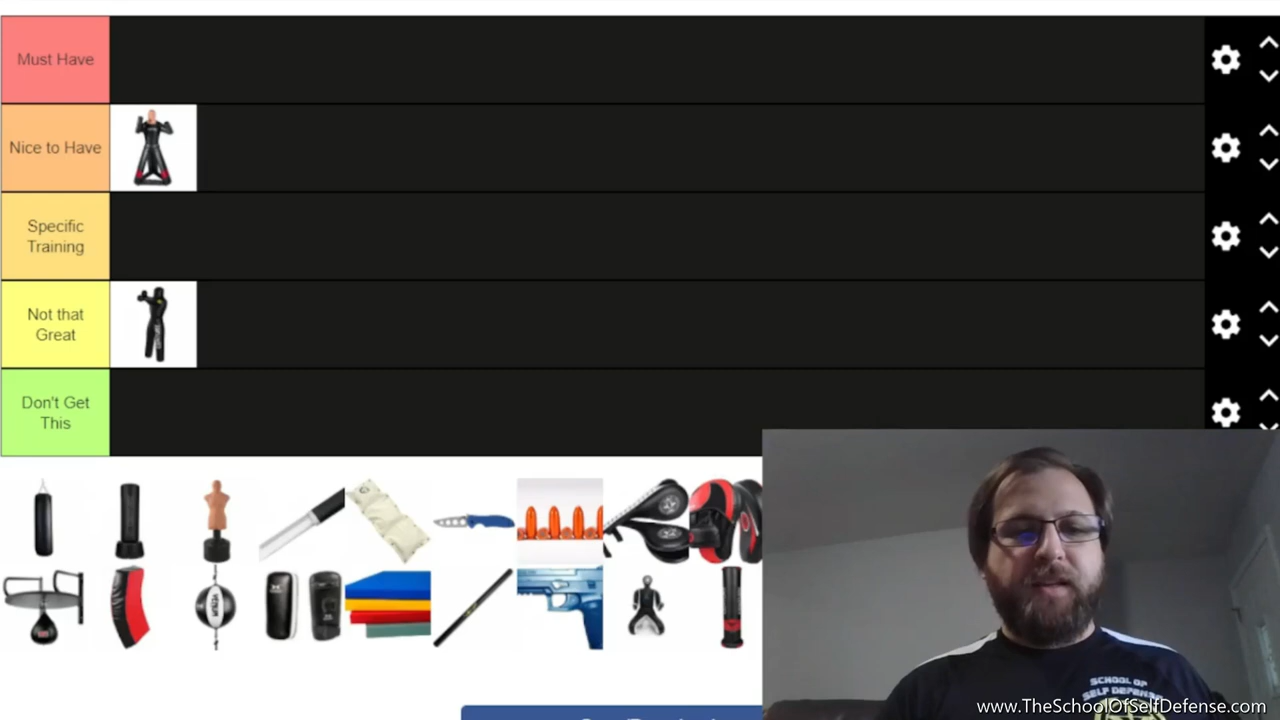 Must Have
Nice to Have
Specific
Training
Not that
Great
Don't Get
This
SCHOOL OF
SELF DEFENSE
www.TheSchoolOfSelfDefense.com